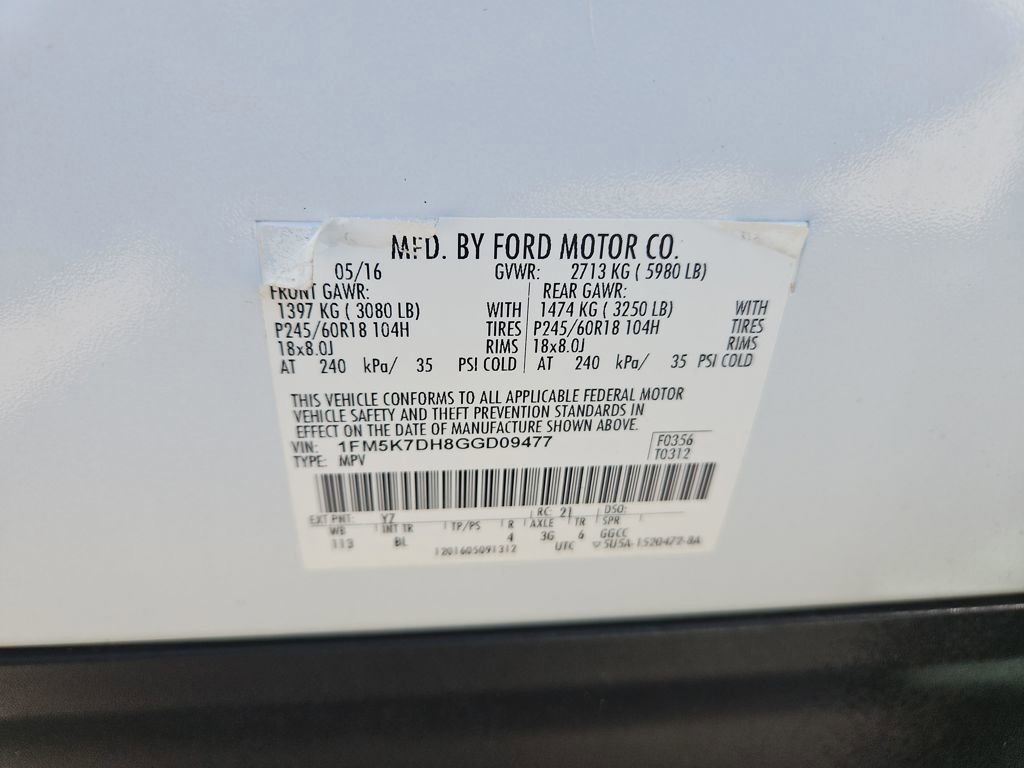 MFD. BY FORD MOTOR CO.
05/16 GVWR: 2713 KG ( 5980 LB)
FRONT GAWR: REAR GAWR:
1397 KG ( 3080 LB) WITH 1474 KG ( 3250 LB) WITH
P245/60R18 104H TIRES P245/60R18 104H TIRES
18x8.0J RIMS 18x8.0J RIMS
AT 240 kPa/ 35 PSI COLD AT 240 kPa/ 35 PSI COLD
THIS VEHICLE CONFORMS TO ALL APPLICABLE FEDERAL MOTOR
VEHICLE SAFETY AND THEFT PREVENTION STANDARDS IN
EFFECT ON THE DATE OF MANUFACTURE SHOWN ABOVE.
VIN: 1FM5K7DH8GGD09477 F0356
TYPE: MPV T0312
EXT PNT: YZ RC: 21 DSO:
WB INT TR TP/PS R AXLE TR SPR
113 BL 4 3G 6 GGCC
1201605091312 UTC ▽5U5A-1520472-BA